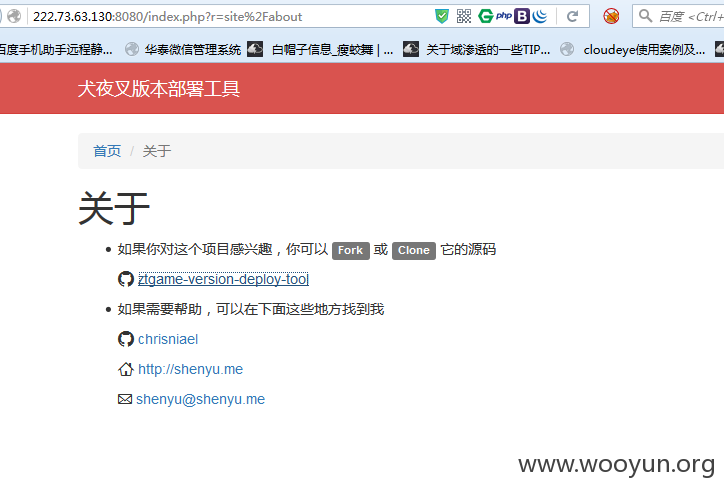 222.73.63.130:8080/index.php?r=site%2Fabout
php
B
百度 <Ctrl+
百度手机助手远程静...
华泰微信管理系统
白帽子信息_瘦蛟舞 | ...
关于域渗透的一些TIP...
cloudeye使用案例及...
犬夜叉版本部署工具
首页 / 关于
关于
如果你对这个项目感兴趣，你可以 Fork 或 Clone 它的源码
ztgame-version-deploy-tool
如果需要帮助，可以在下面这些地方找到我
chrisniael
http://shenyu.me
shenyu@shenyu.me
www.wooyun.org